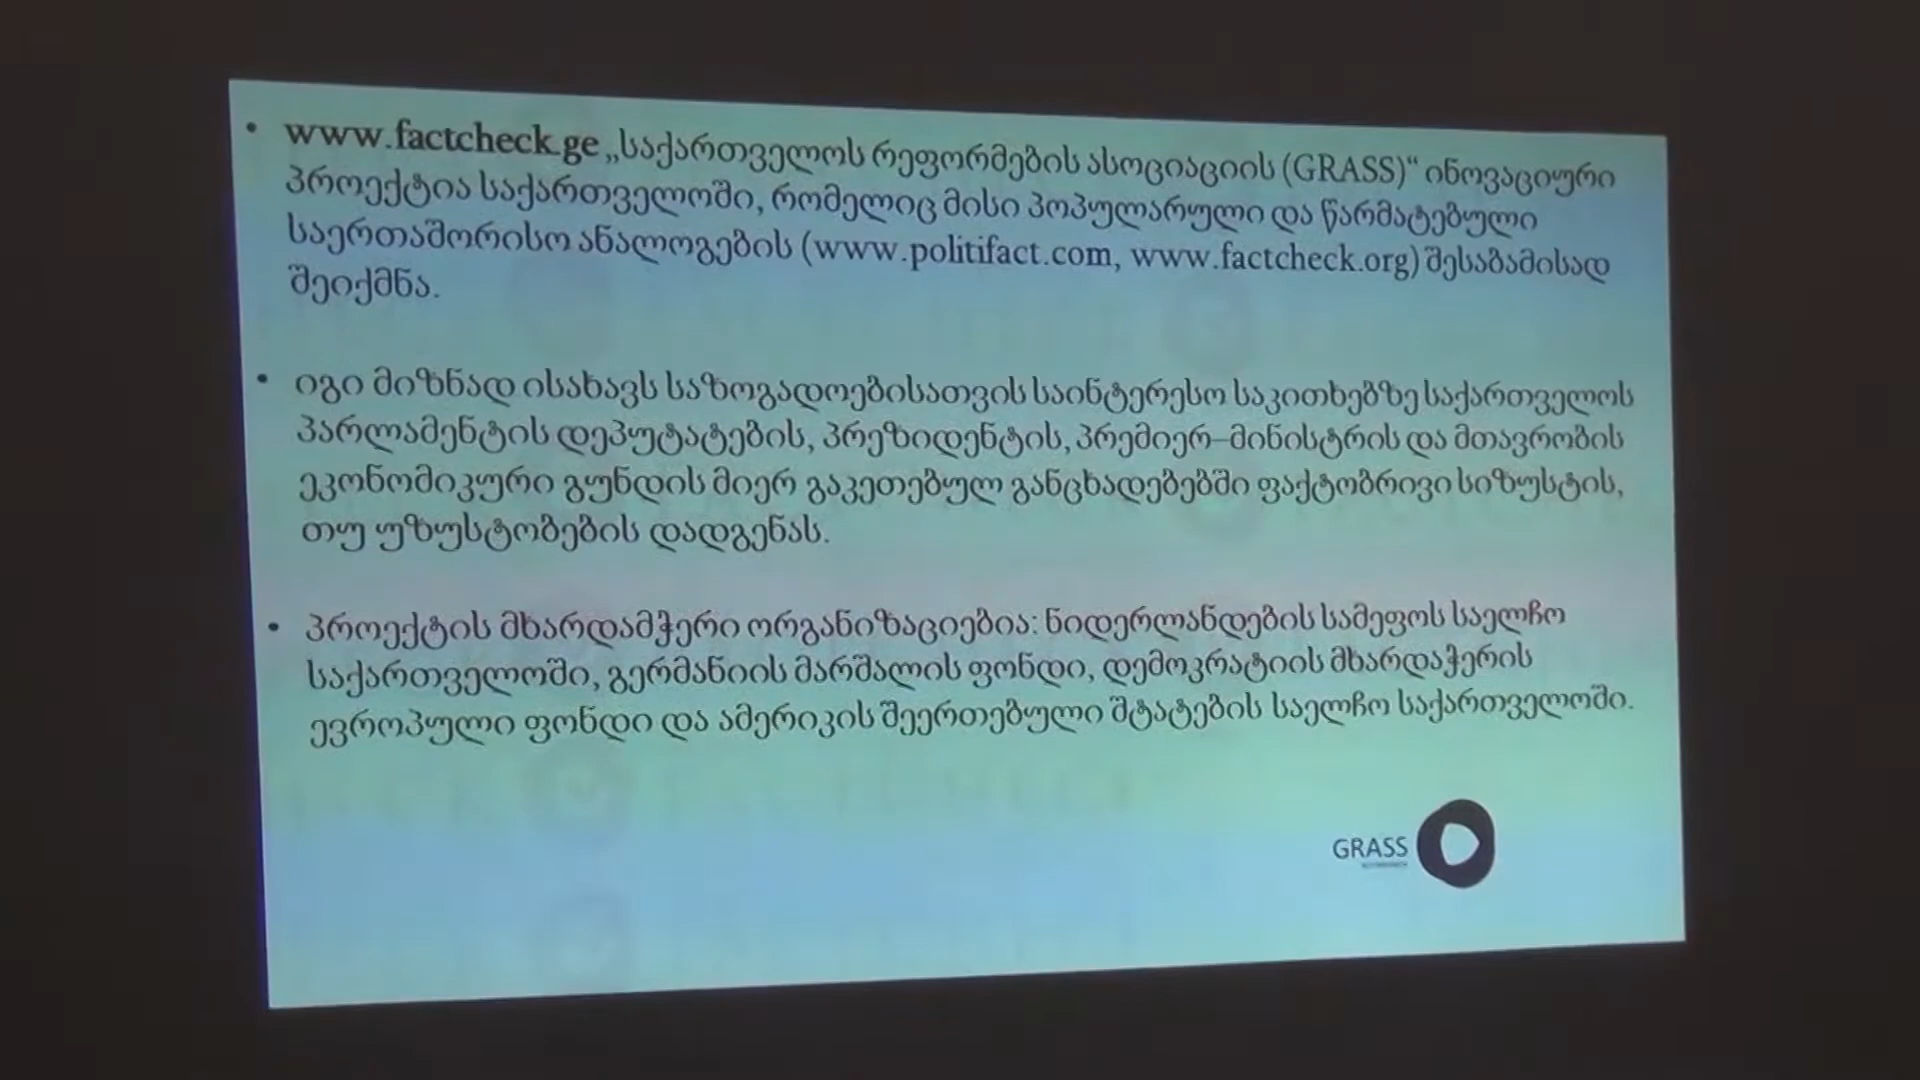 • www.factcheck.ge „საქართველოს რეფორმების ასოციაციის (GRASS)“ ინოვაციური
პროექტია საქართველოში, რომელიც მისი პოპულარული და წარმატებული
საერთაშორისო ანალოგების (www.politifact.com, www.factcheck.org) შესაბამისად
შეიქმნა.
• იგი მიზნად ისახავს საზოგადოებისათვის საინტერესო საკითხებზე საქართველოს
პარლამენტის დეპუტატების, პრეზიდენტის, პრემიერ–მინისტრის და მთავრობის
ეკონომიკური გუნდის მიერ გაკეთებულ განცხადებებში ფაქტობრივი სიზუსტის,
თუ უზუსტობების დადგენას.
• პროექტის მხარდამჭერი ორგანიზაციებია: ნიდერლანდების სამეფოს საელჩო
საქართველოში, გერმანიის მარშალის ფონდი, დემოკრატიის მხარდაჭერის
ევროპული ფონდი და ამერიკის შეერთებული შტატების საელჩო საქართველოში.
GRASS